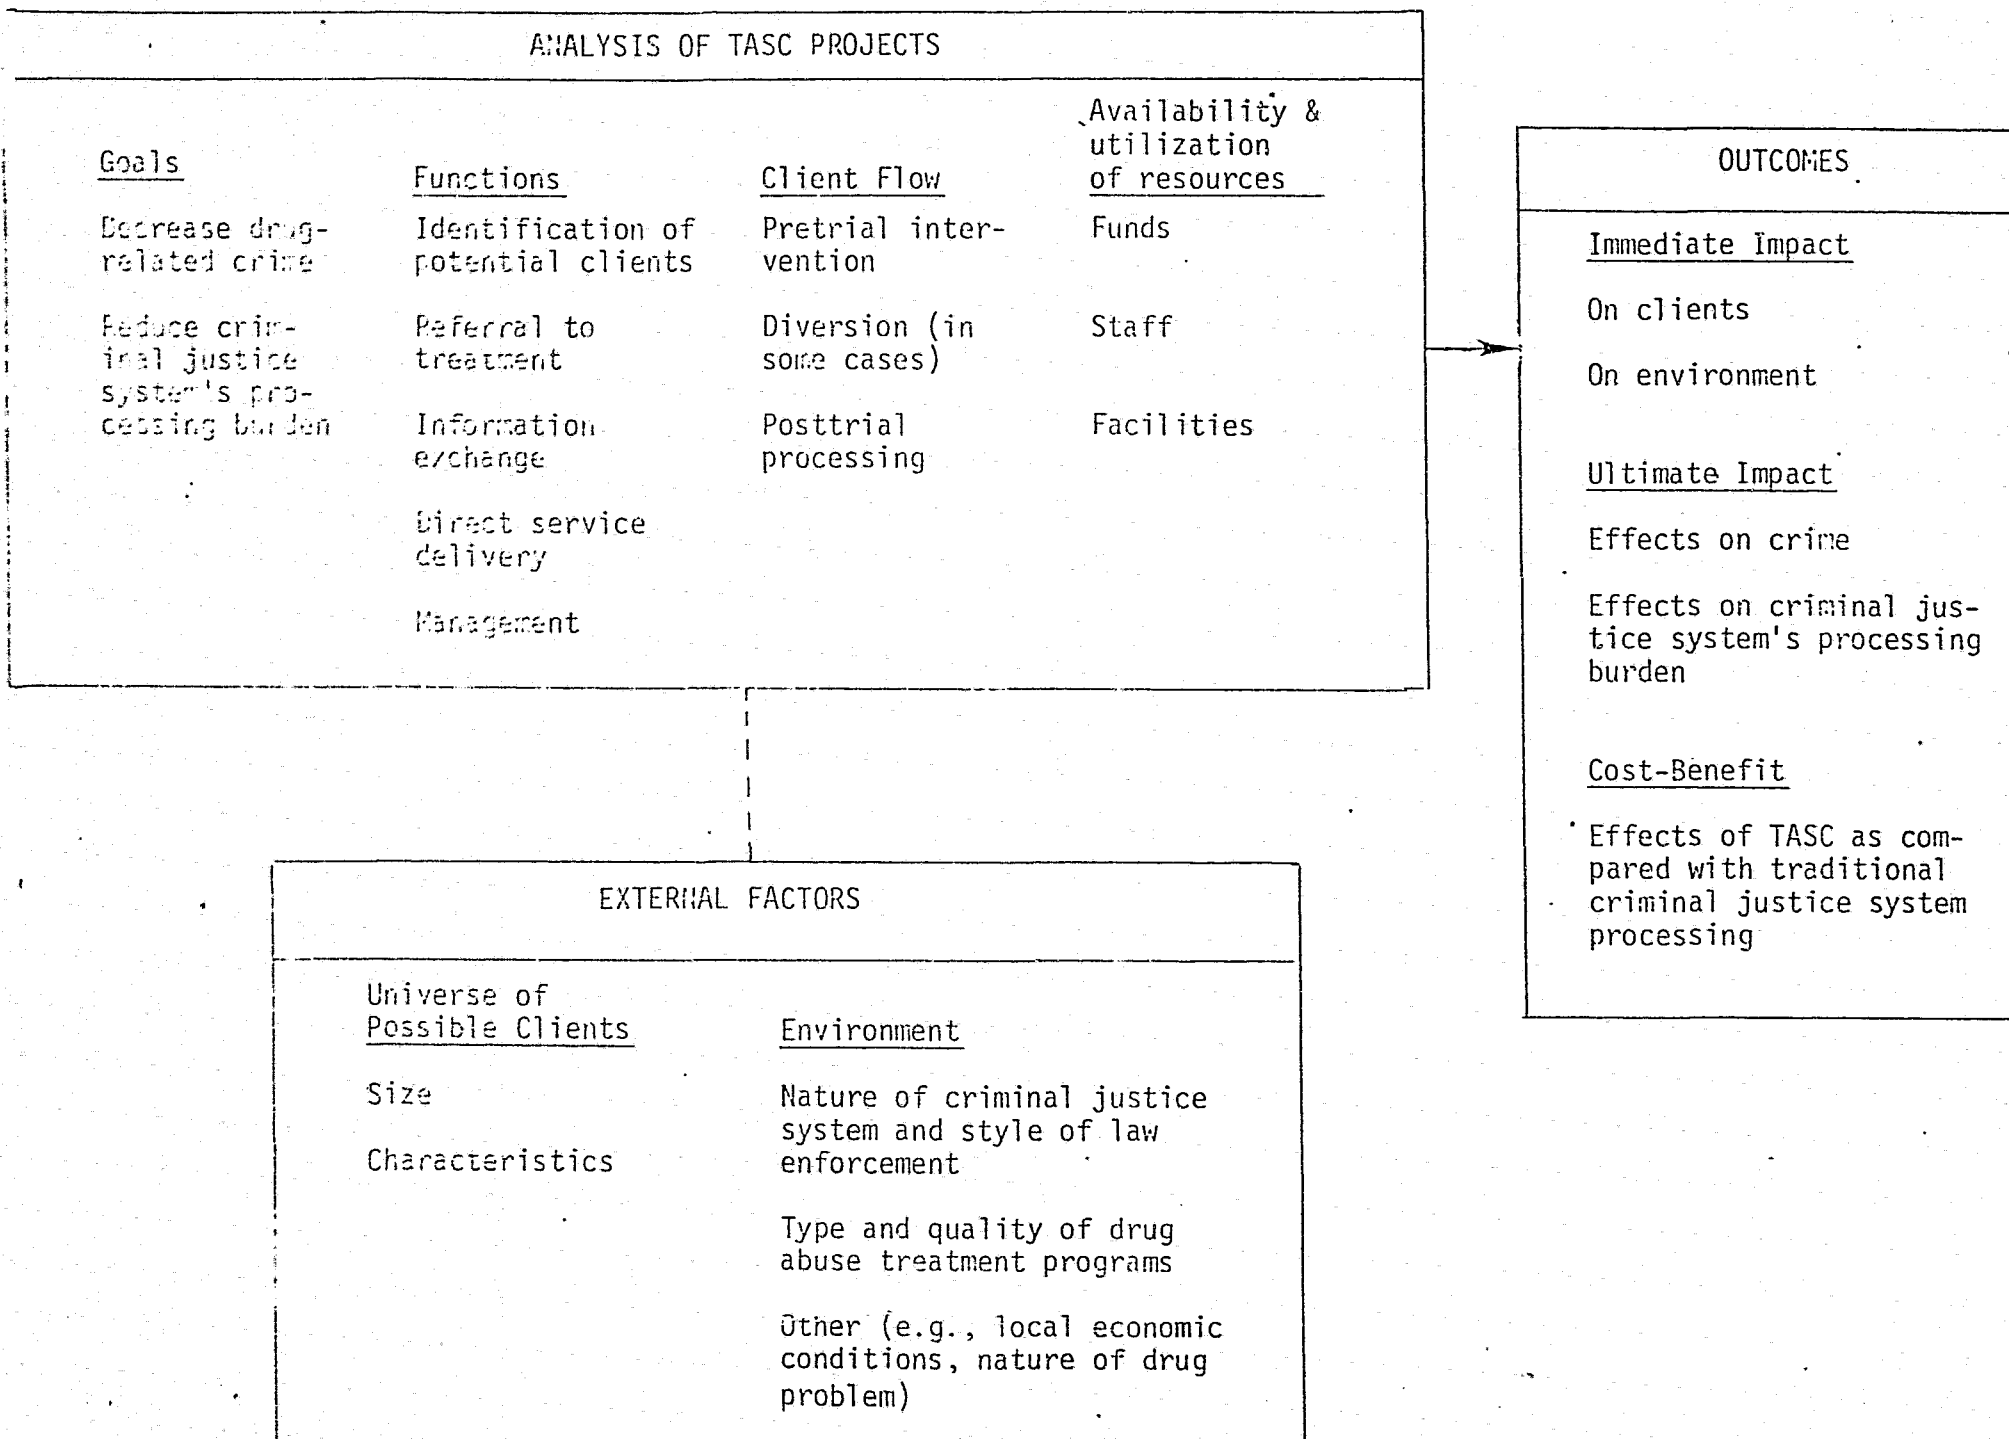 ANALYSIS OF TASC PROJECTS
Goals
Decrease drug-
related crime
Reduce crim-
inal justice
system's pro-
cessing burden
Functions
Identification of
potential clients
Referral to
treatment
Information
exchange
Direct service
delivery
Management
Client Flow
Pretrial inter-
vention
Diversion (in
some cases)
Posttrial
processing
Availability &
utilization
of resources
Funds
Staff
Facilities
OUTCOMES
Immediate Impact
On clients
On environment
Ultimate Impact
Effects on crime
Effects on criminal jus-
tice system's processing
burden
Cost-Benefit
Effects of TASC as com-
pared with traditional
criminal justice system
processing
EXTERNAL FACTORS
Universe of
Possible Clients
Size
Characteristics
Environment
Nature of criminal justice
system and style of law
enforcement
Type and quality of drug
abuse treatment programs
Other (e.g., local economic
conditions, nature of drug
problem)